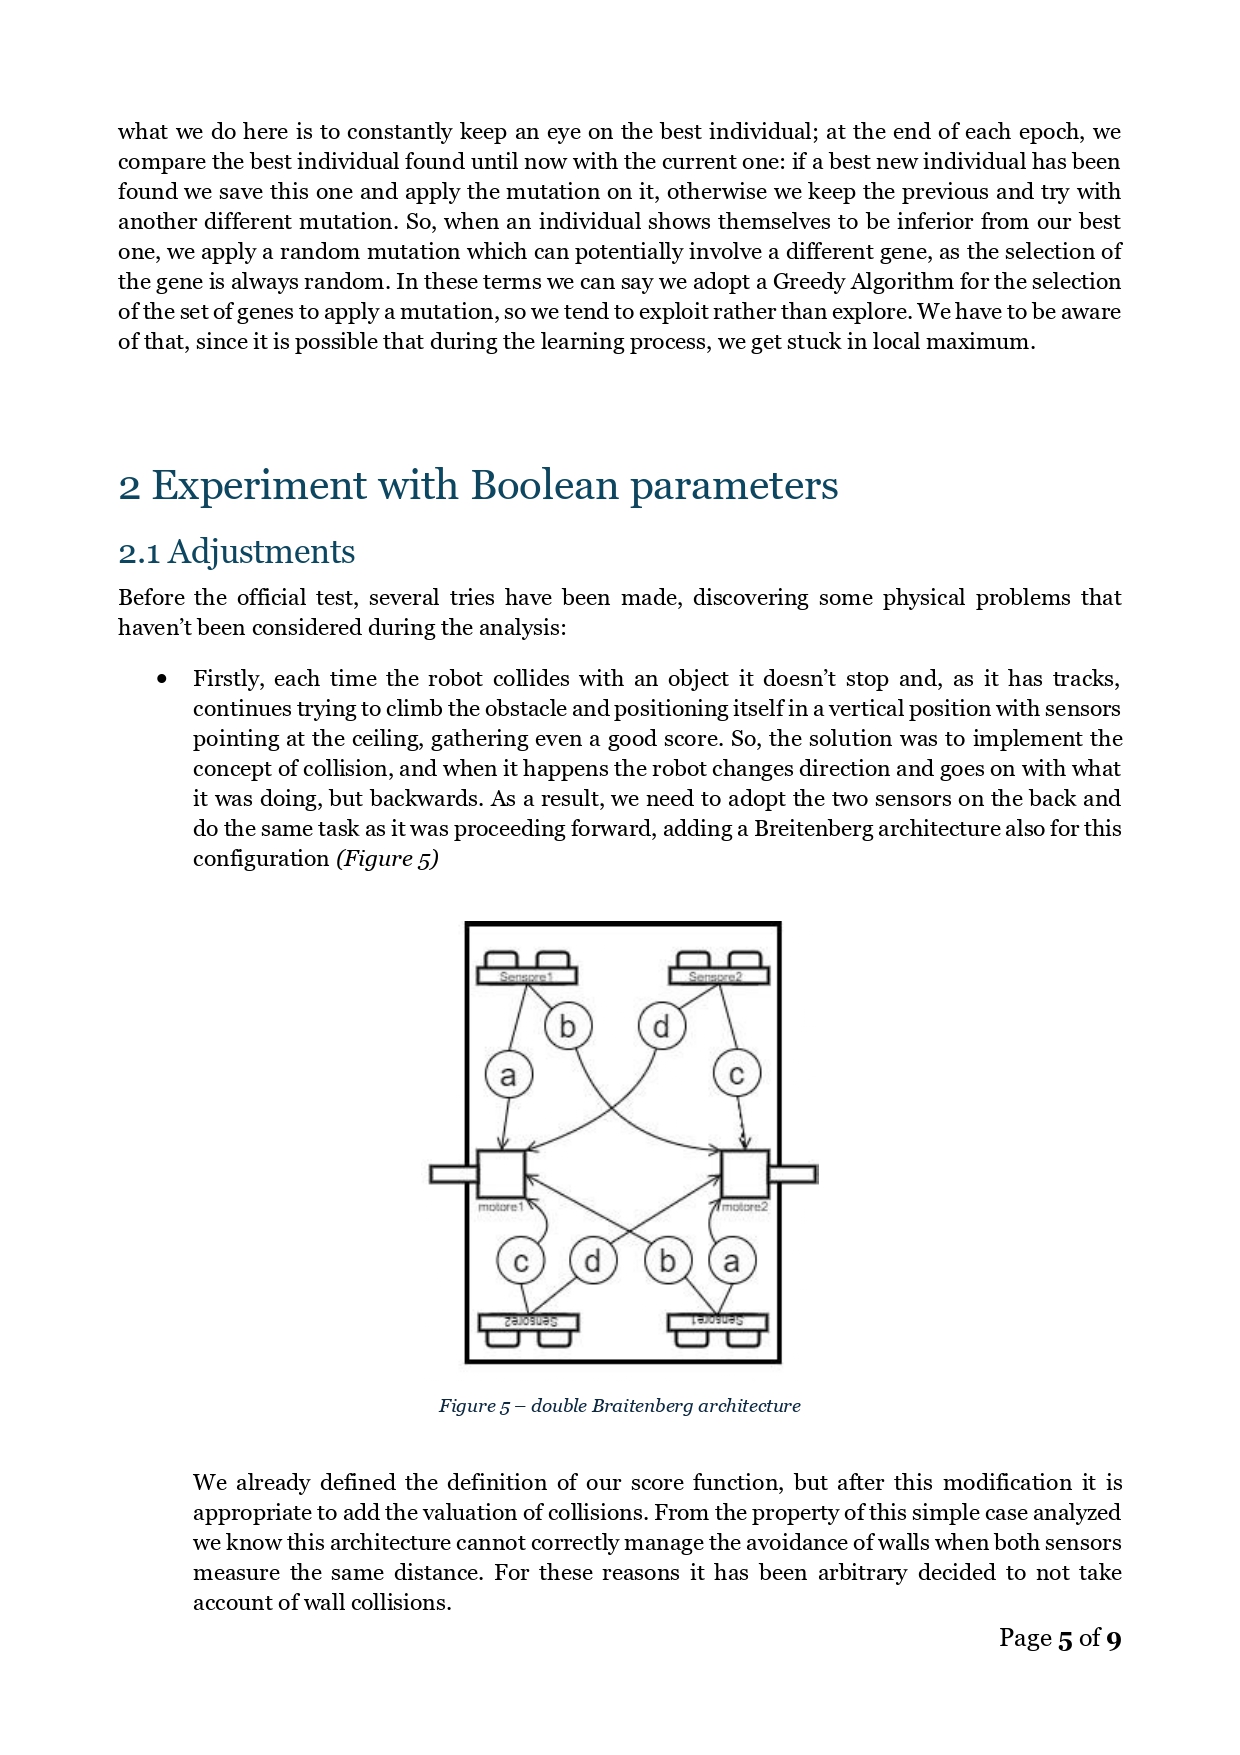 what we do here is to constantly keep an eye on the best individual; at the end of each epoch, we
compare the best individual found until now with the current one: if a best new individual has been
found we save this one and apply the mutation on it, otherwise we keep the previous and try with
another different mutation. So, when an individual shows themselves to be inferior from our best
one, we apply a random mutation which can potentially involve a different gene, as the selection of
the gene is always random. In these terms we can say we adopt a Greedy Algorithm for the selection
of the set of genes to apply a mutation, so we tend to exploit rather than explore. We have to be aware
of that, since it is possible that during the learning process, we get stuck in local maximum.
2 Experiment with Boolean parameters
2.1 Adjustments
Before the official test, several tries have been made, discovering some physical problems that
haven’t been considered during the analysis:
• Firstly, each time the robot collides with an object it doesn’t stop and, as it has tracks,
continues trying to climb the obstacle and positioning itself in a vertical position with sensors
pointing at the ceiling, gathering even a good score. So, the solution was to implement the
concept of collision, and when it happens the robot changes direction and goes on with what
it was doing, but backwards. As a result, we need to adopt the two sensors on the back and
do the same task as it was proceeding forward, adding a Breitenberg architecture also for this
configuration (Figure 5)
Sensore1 Sensore2
b d
a c
motore1 motore2
c d b a
Sensore2 Sensore1
Figure 5 – double Braitenberg architecture
We already defined the definition of our score function, but after this modification it is
appropriate to add the valuation of collisions. From the property of this simple case analyzed
we know this architecture cannot correctly manage the avoidance of walls when both sensors
measure the same distance. For these reasons it has been arbitrary decided to not take
account of wall collisions.
Page 5 of 9